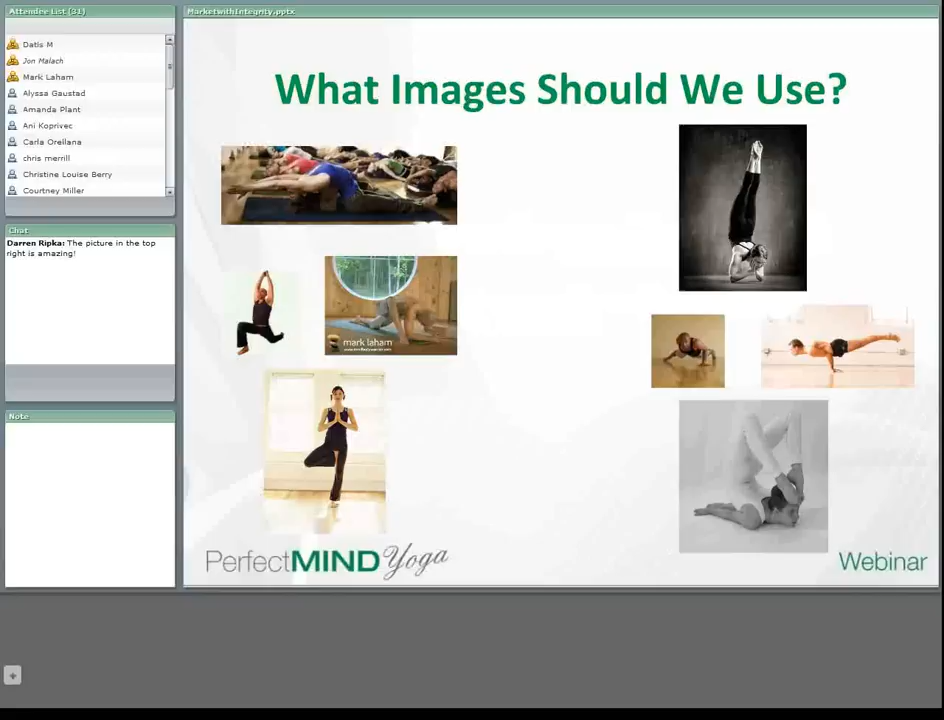 Attendee List (31)
Datis M
Jon Malach
Mark Laham
Alyssa Gaustad
Amanda Plant
Ani Koprivec
Carla Orellana
chris merrill
Christine Louise Berry
Courtney Miller
Chat
Darren Ripka: The picture in the top
right is amazing!
Note
MarketwithIntegrity.pptx
What Images Should We Use?
mark laham
PerfectMIND Yoga
Webinar